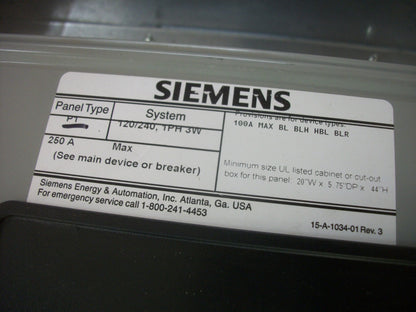 SIEMENS
Panel Type
P1
System
120/240, 1PH 3W
250 A
Max
(See main device or breaker)
Provisions are for device types:
100A MAX BL BLH HBL BLR
Minimum size UL listed cabinet or cut-out
box for this panel: 20"W x 5.75"DP x 44"H
Siemens Energy & Automation, Inc. Atlanta, Ga. USA
For emergency service call 1-800-241-4453
15-A-1034-01 Rev. 3